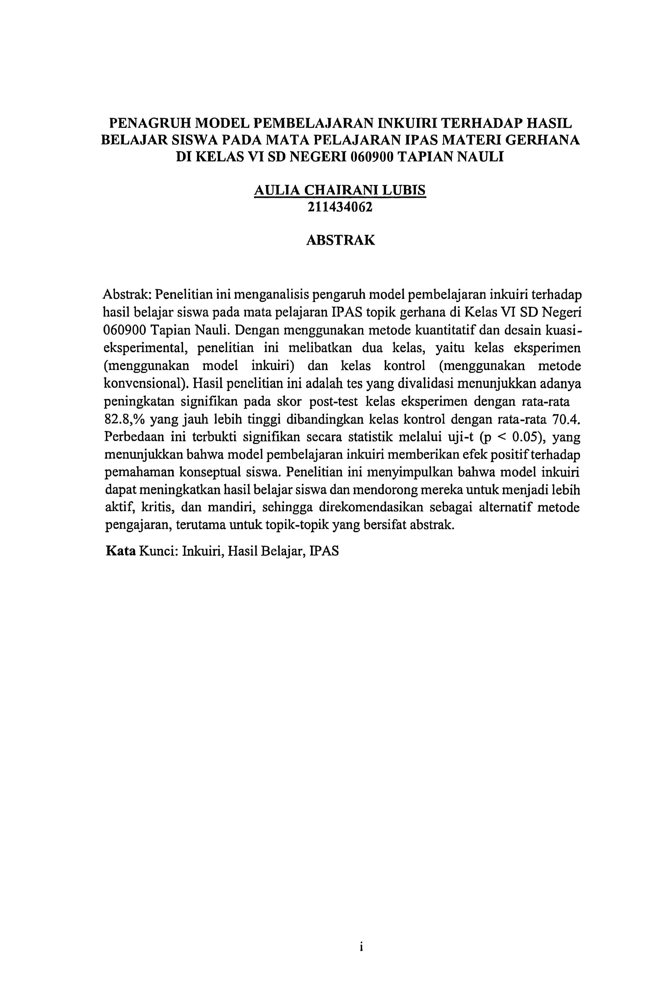 PENAGRUH MODEL PEMBELAJARAN INKUIRI TERHADAP HASIL
BELAJAR SISWA PADA MATA PELAJARAN IPAS MATERI GERHANA
DI KELAS VI SD NEGERI 060900 TAPIAN NAULI
AULIA CHAIRANI LUBIS
211434062
ABSTRAK
Abstrak: Penelitian ini menganalisis pengaruh model pembelajaran inkuiri terhadap
hasil belajar siswa pada mata pelajaran IPAS topik gerhana di Kelas VI SD Negeri
060900 Tapian Nauli. Dengan menggunakan metode kuantitatif dan desain kuasi-
eksperimental, penelitian ini melibatkan dua kelas, yaitu kelas eksperimen
(menggunakan model inkuiri) dan kelas kontrol (menggunakan metode
konvensional). Hasil penelitian ini adalah tes yang divalidasi menunjukkan adanya
peningkatan signifikan pada skor post-test kelas eksperimen dengan rata-rata
82.8,% yang jauh lebih tinggi dibandingkan kelas kontrol dengan rata-rata 70.4.
Perbedaan ini terbukti signifikan secara statistik melalui uji-t (p < 0.05), yang
menunjukkan bahwa model pembelajaran inkuiri memberikan efek positif terhadap
pemahaman konseptual siswa. Penelitian ini menyimpulkan bahwa model inkuiri
dapat meningkatkan hasil belajar siswa dan mendorong mereka untuk menjadi lebih
aktif, kritis, dan mandiri, sehingga direkomendasikan sebagai alternatif metode
pengajaran, terutama untuk topik-topik yang bersifat abstrak.
Kata Kunci: Inkuiri, Hasil Belajar, IPAS
i